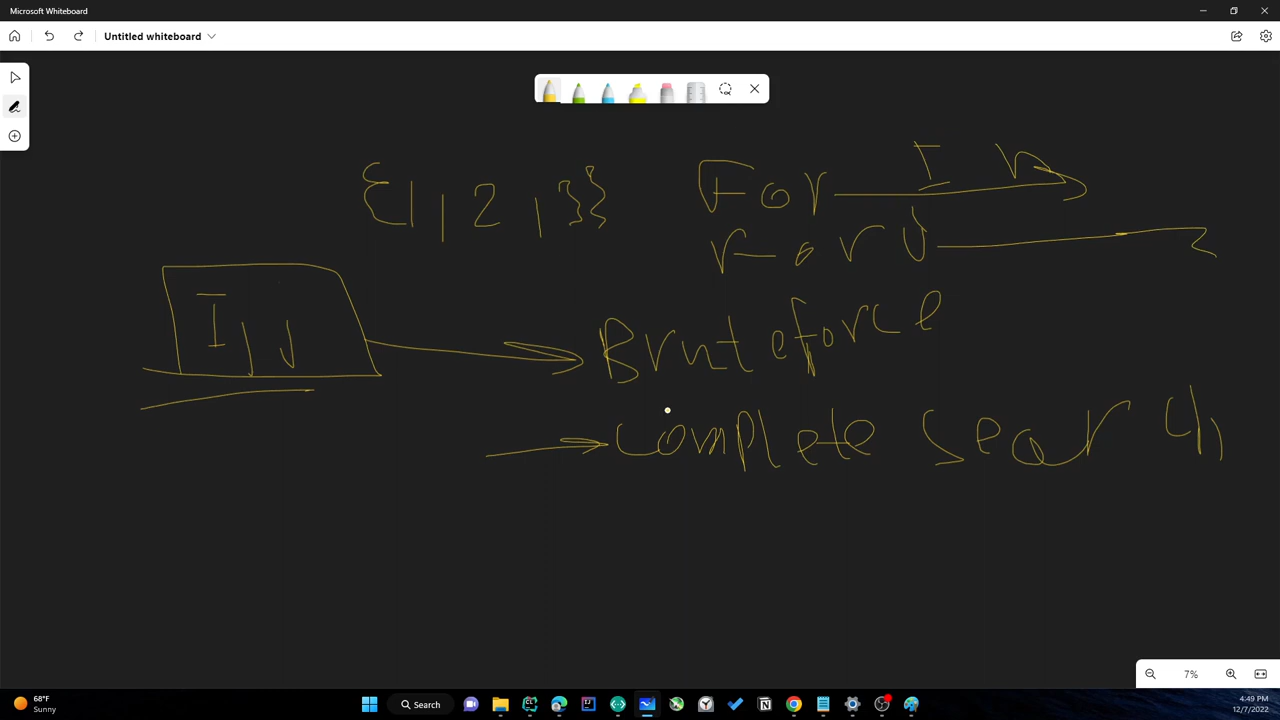 Microsoft Whiteboard
Untitled whiteboard
{1, 2, 3}
For I
For J
I, J
Bruteforce
Complete Search
7%
68°F
Sunny
Search
4:49 PM
12/7/2022